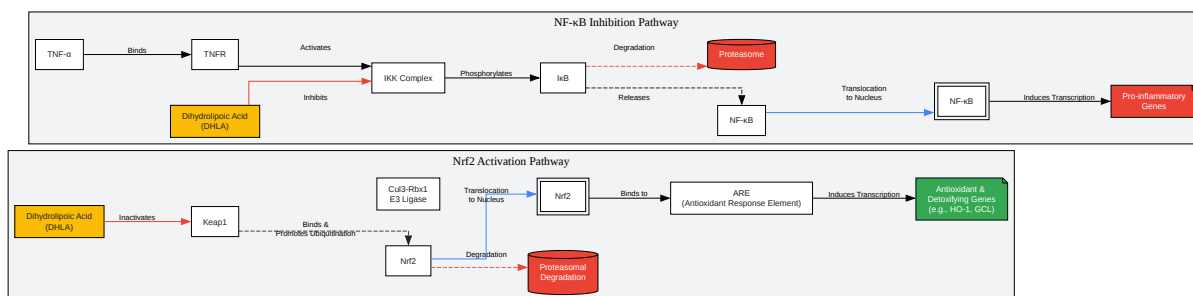 NF-κB Inhibition Pathway
TNF-α
Binds
TNFR
Activates
Inhibits
Dihydrolipoic Acid
(DHLA)
IKK Complex
Phosphorylates
IκB
Degradation
Proteasome
Releases
NF-κB
Translocation
to Nucleus
NF-κB
Induces Transcription
Pro-inflammatory
Genes
Nrf2 Activation Pathway
Dihydrolipoic Acid
(DHLA)
Inactivates
Keap1
Binds &
Promotes Ubiquitination
Cul3-Rbx1
E3 Ligase
Nrf2
Translocation
to Nucleus
Degradation
Nrf2
Proteasomal
Degradation
Binds to
ARE
(Antioxidant Response Element)
Induces Transcription
Antioxidant &
Detoxifying Genes
(e.g., HO-1, GCL)